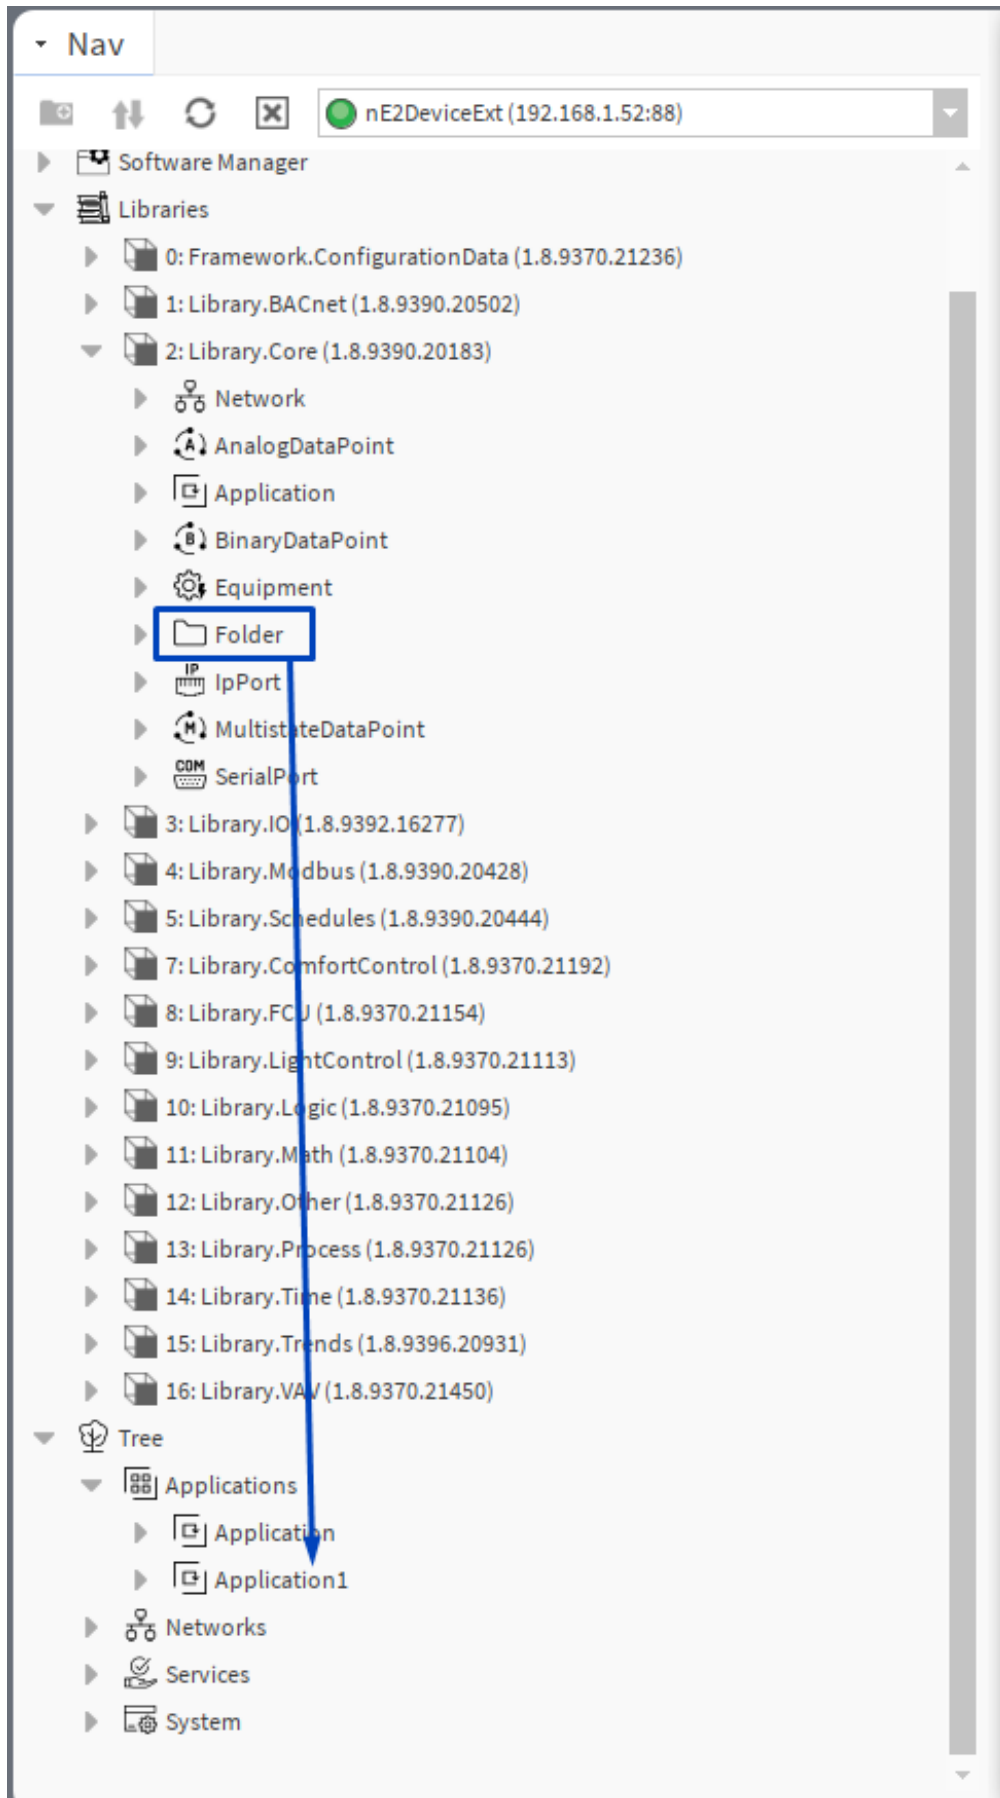 Nav
nE2DeviceExt (192.168.1.52:88)
Software Manager
Libraries
0: Framework.ConfigurationData (1.8.9370.21236)
1: Library.BACnet (1.8.9390.20502)
2: Library.Core (1.8.9390.20183)
Network
A AnalogDataPoint
Application
B BinaryDataPoint
Equipment
Folder
IP IpPort
M MultistateDataPoint
COM SerialPort
3: Library.IO (1.8.9392.16277)
4: Library.Modbus (1.8.9390.20428)
5: Library.Schedules (1.8.9390.20444)
7: Library.ComfortControl (1.8.9370.21192)
8: Library.FCU (1.8.9370.21154)
9: Library.LightControl (1.8.9370.21113)
10: Library.Logic (1.8.9370.21095)
11: Library.Math (1.8.9370.21104)
12: Library.Other (1.8.9370.21126)
13: Library.Process (1.8.9370.21126)
14: Library.Time (1.8.9370.21136)
15: Library.Trends (1.8.9396.20931)
16: Library.VAV (1.8.9370.21450)
Tree
Applications
Application
Application1
Networks
Services
System